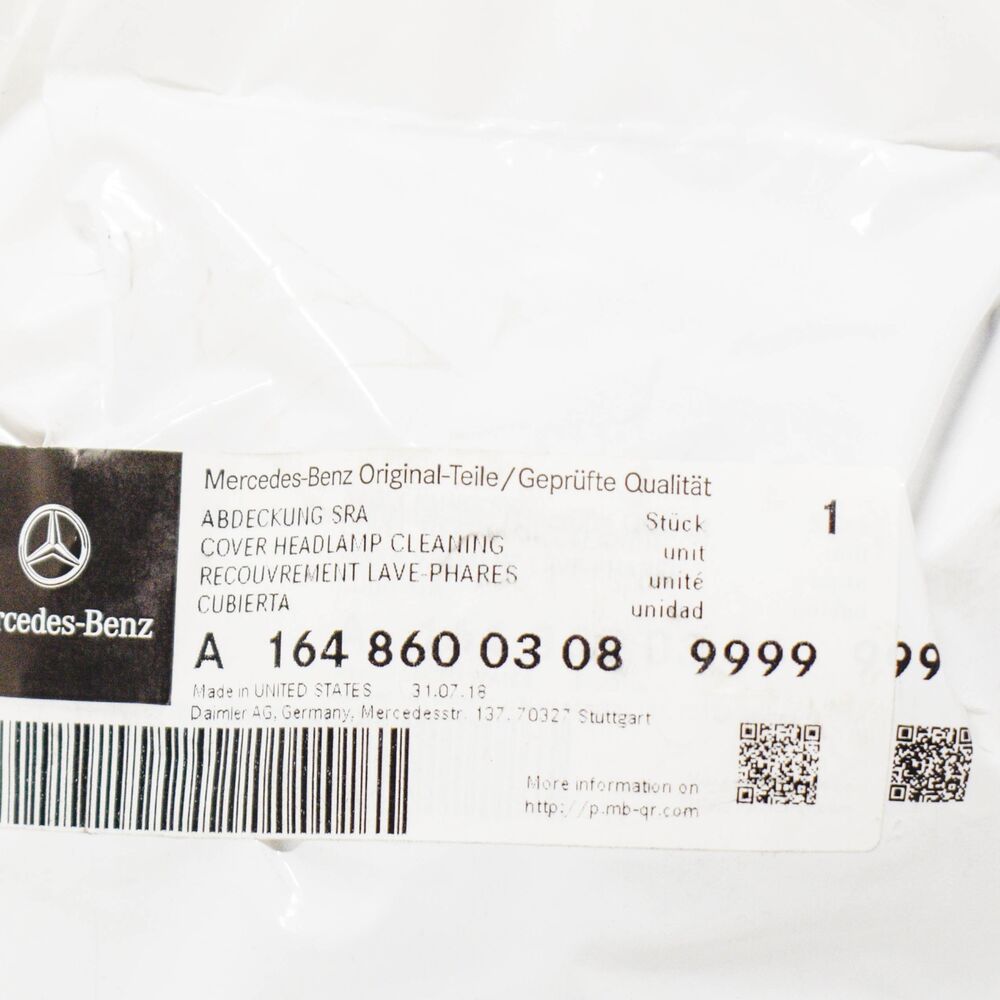 Mercedes-Benz Original-Teile/Geprüfte Qualität
ABDECKUNG SRA Stück 1
COVER HEADLAMP CLEANING unit
RECOUVREMENT LAVE-PHARES unité
CUBIERTA unidad
rcedes-Benz
A 164 860 03 08 9999 99
Made in UNITED STATES 31.07.18
Daimler AG, Germany, Mercedesstr. 137, 70327 Stuttgart
More information on
http://p.mb-qr.com